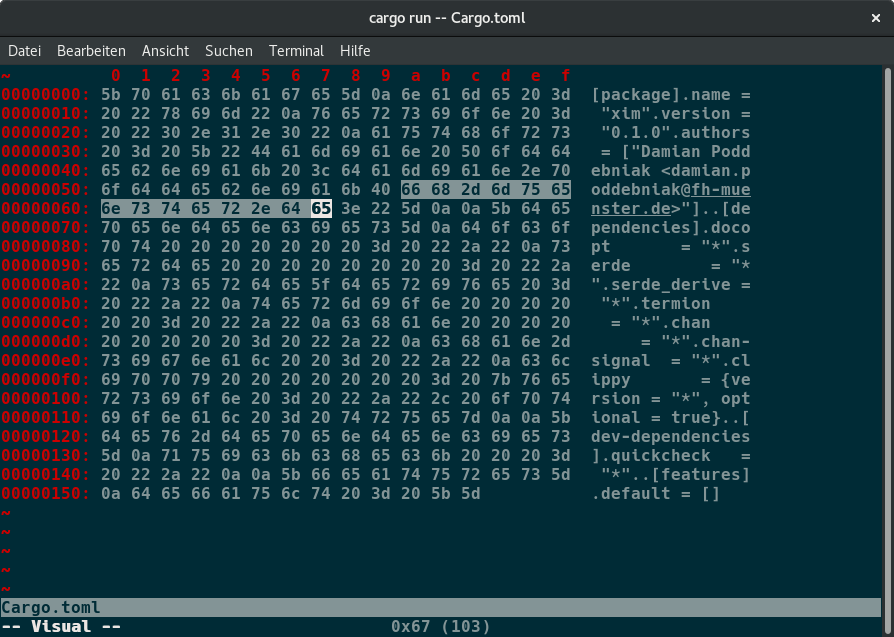 cargo run -- Cargo.toml ×
Datei Bearbeiten Ansicht Suchen Terminal Hilfe
~ 0 1 2 3 4 5 6 7 8 9 a b c d e f
00000000: 5b 70 61 63 6b 61 67 65 5d 0a 6e 61 6d 65 20 3d [package].name =
00000010: 20 22 78 69 6d 22 0a 76 65 72 73 69 6f 6e 20 3d  "xim".version =
00000020: 20 22 30 2e 31 2e 30 22 0a 61 75 74 68 6f 72 73  "0.1.0".authors
00000030: 20 3d 20 5b 22 44 61 6d 69 61 6e 20 50 6f 64 64  = ["Damian Podd
00000040: 65 62 6e 69 61 6b 20 3c 64 61 6d 69 61 6e 2e 70 ebniak <damian.p
00000050: 6f 64 64 65 62 6e 69 61 6b 40 66 68 2d 6d 75 65 oddebniak@fh-mue
00000060: 6e 73 74 65 72 2e 64 65 3e 22 5d 0a 0a 5b 64 65 nster.de>"]..[de
00000070: 70 65 6e 64 65 6e 63 69 65 73 5d 0a 64 6f 63 6f pendencies].doco
00000080: 70 74 20 20 20 20 20 20 20 3d 20 22 2a 22 0a 73 pt       = "*".s
00000090: 65 72 64 65 20 20 20 20 20 20 20 20 3d 20 22 2a erde        = "*
000000a0: 22 0a 73 65 72 64 65 5f 64 65 72 69 76 65 20 3d ".serde_derive =
000000b0: 20 22 2a 22 0a 74 65 72 6d 69 6f 6e 20 20 20 20  "*".termion
000000c0: 20 20 3d 20 22 2a 22 0a 63 68 61 6e 20 20 20 20   = "*".chan
000000d0: 20 20 20 20 20 3d 20 22 2a 22 0a 63 68 61 6e 2d      = "*".chan-
000000e0: 73 69 67 6e 61 6c 20 20 3d 20 22 2a 22 0a 63 6c signal  = "*".cl
000000f0: 69 70 70 79 20 20 20 20 20 20 20 3d 20 7b 76 65 ippy       = {ve
00000100: 72 73 69 6f 6e 20 3d 20 22 2a 22 2c 20 6f 70 74 rsion = "*", opt
00000110: 69 6f 6e 61 6c 20 3d 20 74 72 75 65 7d 0a 0a 5b ional = true}..[
00000120: 64 65 76 2d 64 65 70 65 6e 64 65 6e 63 69 65 73 dev-dependencies
00000130: 5d 0a 71 75 69 63 6b 63 68 65 63 6b 20 20 20 3d ].quickcheck   =
00000140: 20 22 2a 22 0a 0a 5b 66 65 61 74 75 72 65 73 5d  "*"..[features]
00000150: 0a 64 65 66 61 75 6c 74 20 3d 20 5b 5d .default = []
~
~
~
~
~
Cargo.toml
-- Visual -- 0x67 (103)